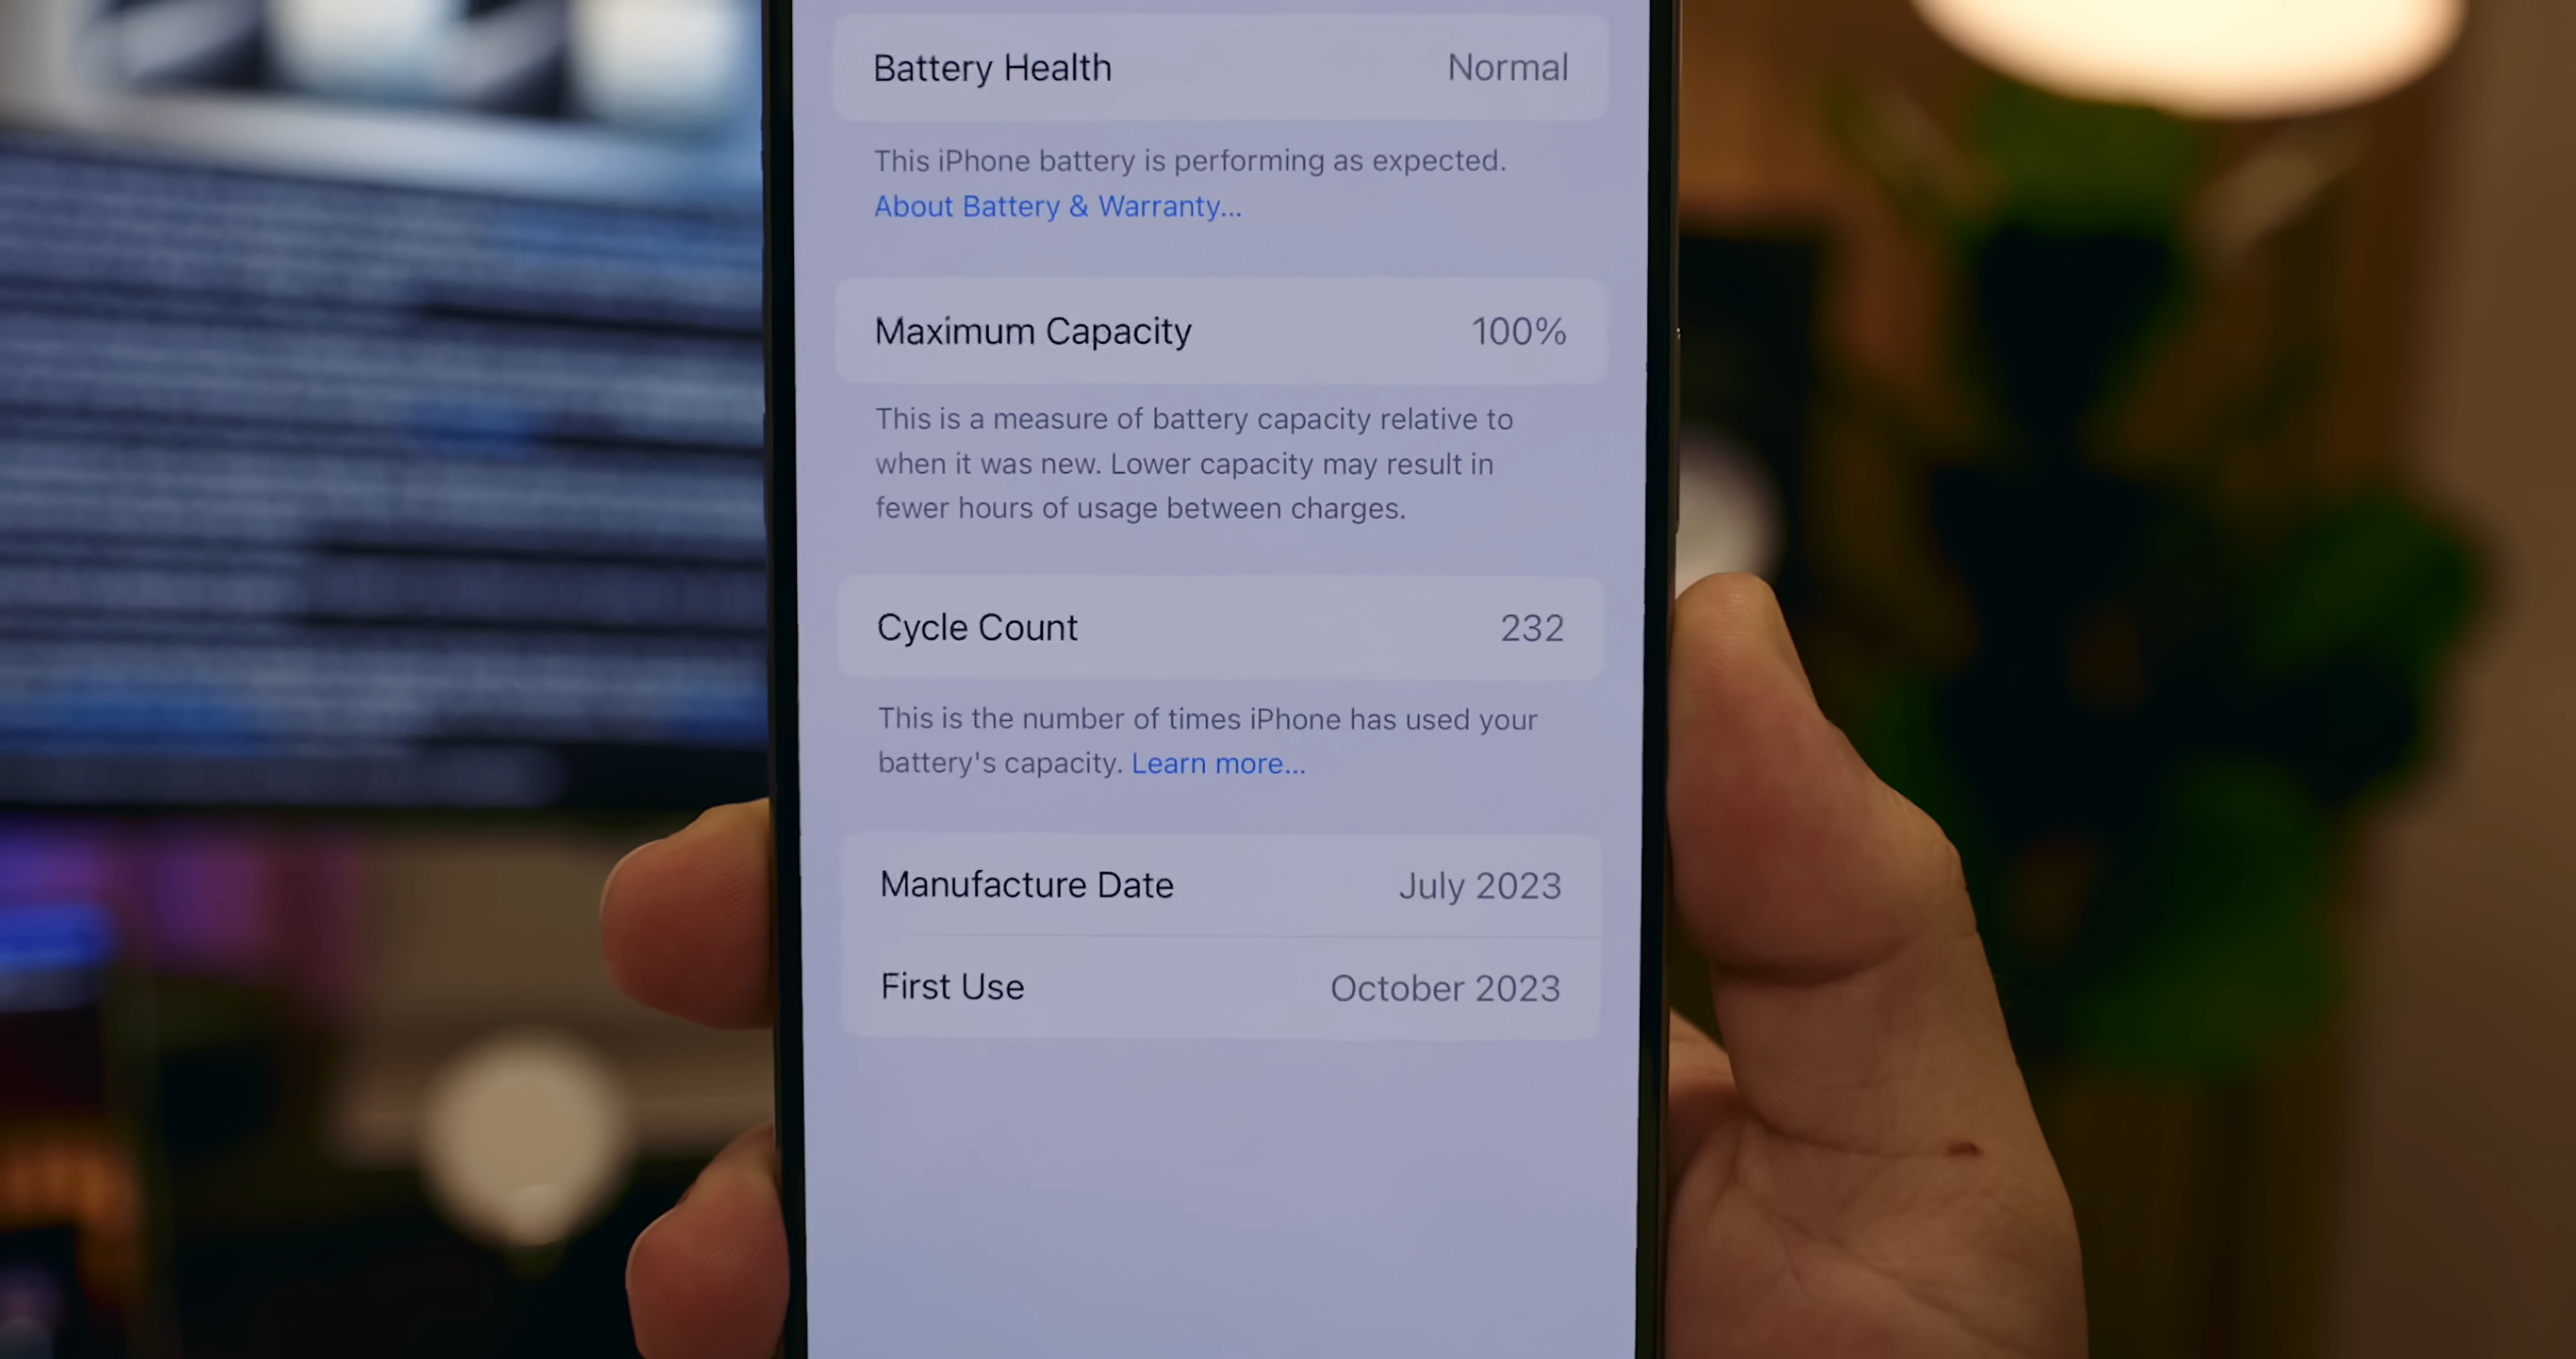 Battery Health Normal
This iPhone battery is performing as expected.
About Battery & Warranty...
Maximum Capacity 100%
This is a measure of battery capacity relative to
when it was new. Lower capacity may result in
fewer hours of usage between charges.
Cycle Count 232
This is the number of times iPhone has used your
battery's capacity. Learn more...
Manufacture Date July 2023
First Use October 2023